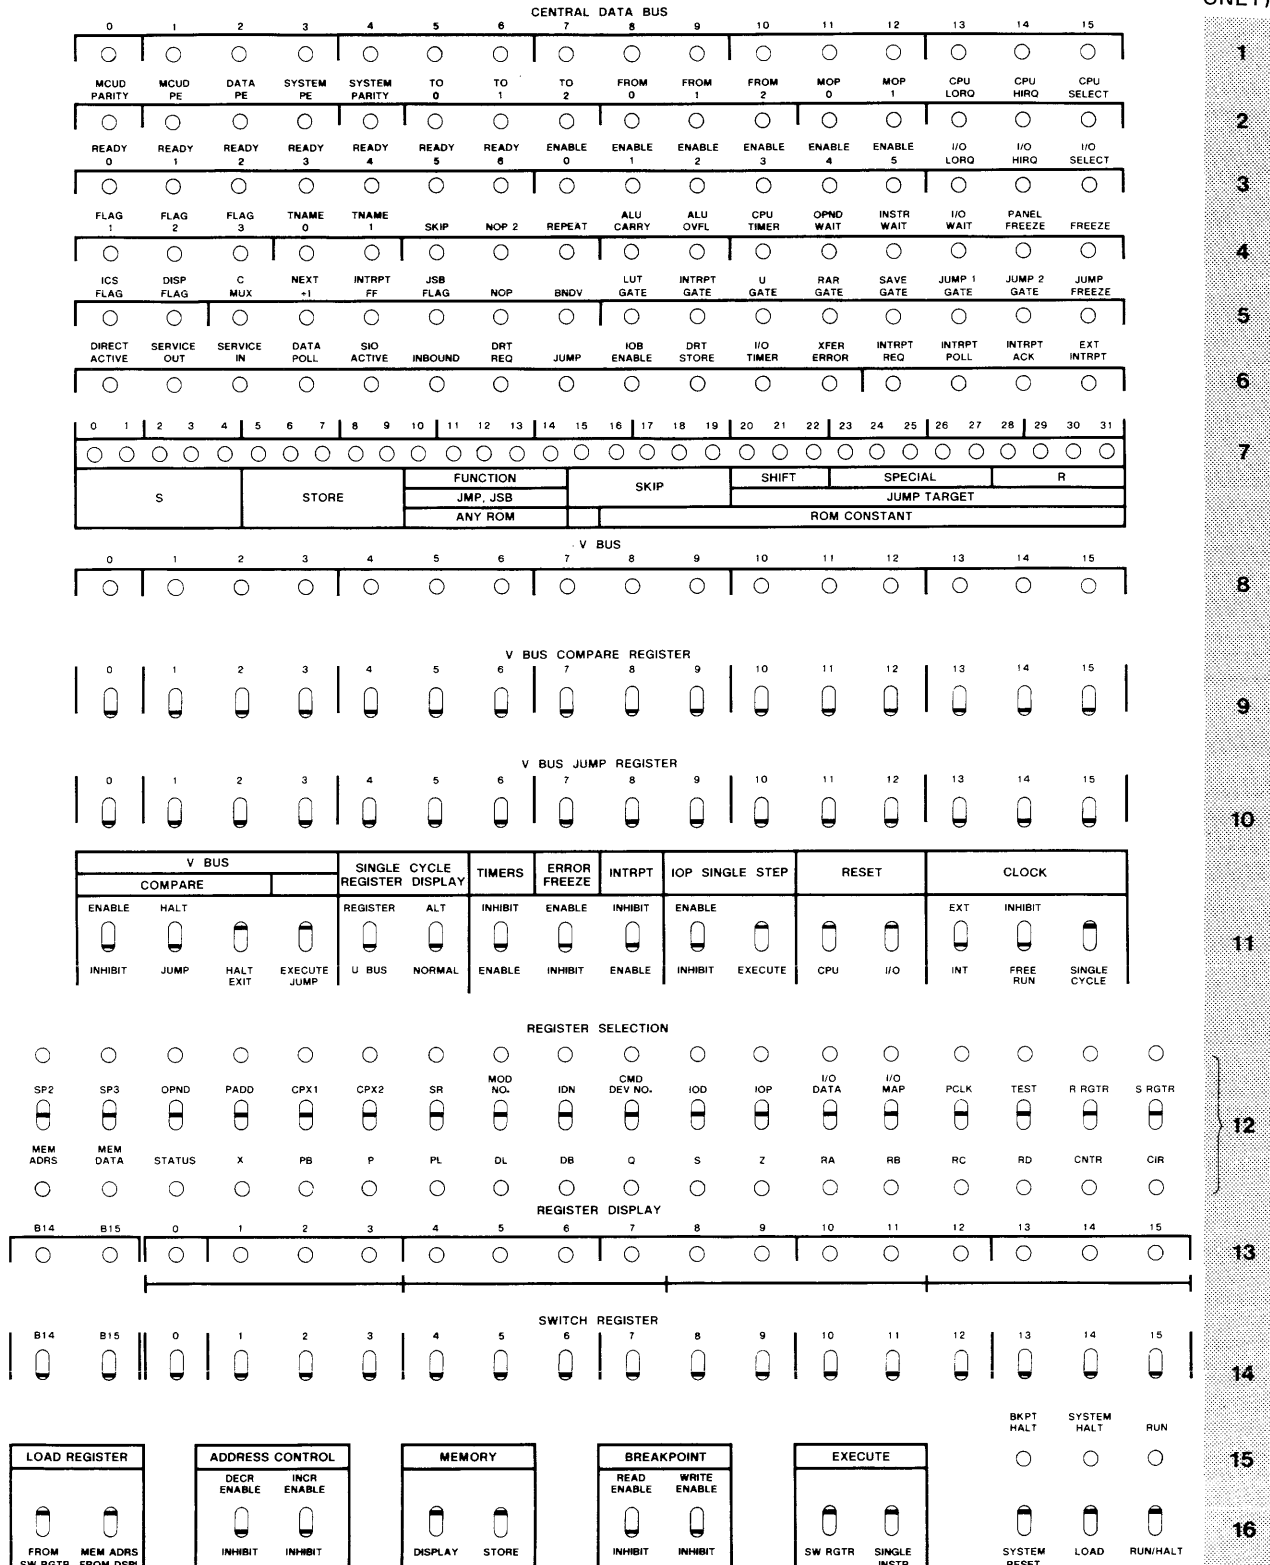 ONLY)
CENTRAL DATA BUS
0 1 2 3 4 5 6 7 8 9 10 11 12 13 14 15
1
MCUD MCUD DATA SYSTEM SYSTEM TO TO TO FROM FROM FROM MOP MOP CPU CPU CPU
PARITY PE PE PE PARITY 0 1 2 0 1 2 0 1 LORQ HIRQ SELECT
2
READY READY READY READY READY READY READY ENABLE ENABLE ENABLE ENABLE ENABLE ENABLE I/O I/O I/O
0 1 2 3 4 5 6 0 1 2 3 4 5 LORQ HIRQ SELECT
3
FLAG FLAG FLAG TNAME TNAME ALU ALU CPU OPND INSTR I/O PANEL
1 2 3 0 1 SKIP NOP 2 REPEAT CARRY OVFL TIMER WAIT WAIT WAIT FREEZE FREEZE
4
ICS DISP C NEXT INTRPT JSB LUT INTRPT U RAR SAVE JUMP 1 JUMP 2 JUMP
FLAG FLAG MUX +1 FF FLAG NOP BNDV GATE GATE GATE GATE GATE GATE GATE FREEZE
5
DIRECT SERVICE SERVICE DATA SIO DRT IOB DRT I/O XFER INTRPT INTRPT INTRPT EXT
ACTIVE OUT IN POLL ACTIVE INBOUND REQ JUMP ENABLE STORE TIMER ERROR REQ POLL ACK INTRPT
6
0 1 2 3 4 5 6 7 8 9 10 11 12 13 14 15 16 17 18 19 20 21 22 23 24 25 26 27 28 29 30 31
7
S STORE FUNCTION SKIP SHIFT SPECIAL R
JMP, JSB JUMP TARGET
ANY ROM ROM CONSTANT
V BUS
0 1 2 3 4 5 6 7 8 9 10 11 12 13 14 15
8
V BUS COMPARE REGISTER
0 1 2 3 4 5 6 7 8 9 10 11 12 13 14 15
9
V BUS JUMP REGISTER
0 1 2 3 4 5 6 7 8 9 10 11 12 13 14 15
10
V BUS SINGLE CYCLE REGISTER DISPLAY TIMERS ERROR FREEZE INTRPT IOP SINGLE STEP RESET CLOCK
COMPARE
ENABLE HALT REGISTER ALT INHIBIT ENABLE INHIBIT ENABLE EXT INHIBIT
11
INHIBIT JUMP HALT EXECUTE U BUS NORMAL ENABLE INHIBIT ENABLE INHIBIT EXECUTE CPU I/O INT FREE SINGLE
EXIT JUMP RUN CYCLE
REGISTER SELECTION
MOD CMD I/O I/O
SP2 SP3 OPND PADD CPX1 CPX2 SR NO. IDN DEV NO. IOD IOP DATA MAP PCLK TEST R RGTR S RGTR
12
MEM MEM
ADRS DATA STATUS X PB P PL DL DB Q S Z RA RB RC RD CNTR CIR
REGISTER DISPLAY
B14 B15 0 1 2 3 4 5 6 7 8 9 10 11 12 13 14 15
13
SWITCH REGISTER
B14 B15 0 1 2 3 4 5 6 7 8 9 10 11 12 13 14 15
14
BKPT SYSTEM
HALT HALT RUN
LOAD REGISTER ADDRESS CONTROL MEMORY BREAKPOINT EXECUTE
15
DECR INCR READ WRITE
ENABLE ENABLE ENABLE ENABLE
16
FROM MEM ADRS INHIBIT INHIBIT DISPLAY STORE INHIBIT INHIBIT SW RGTR SINGLE SYSTEM LOAD RUN/HALT
SW RGTR FROM DSPL INSTR RESET